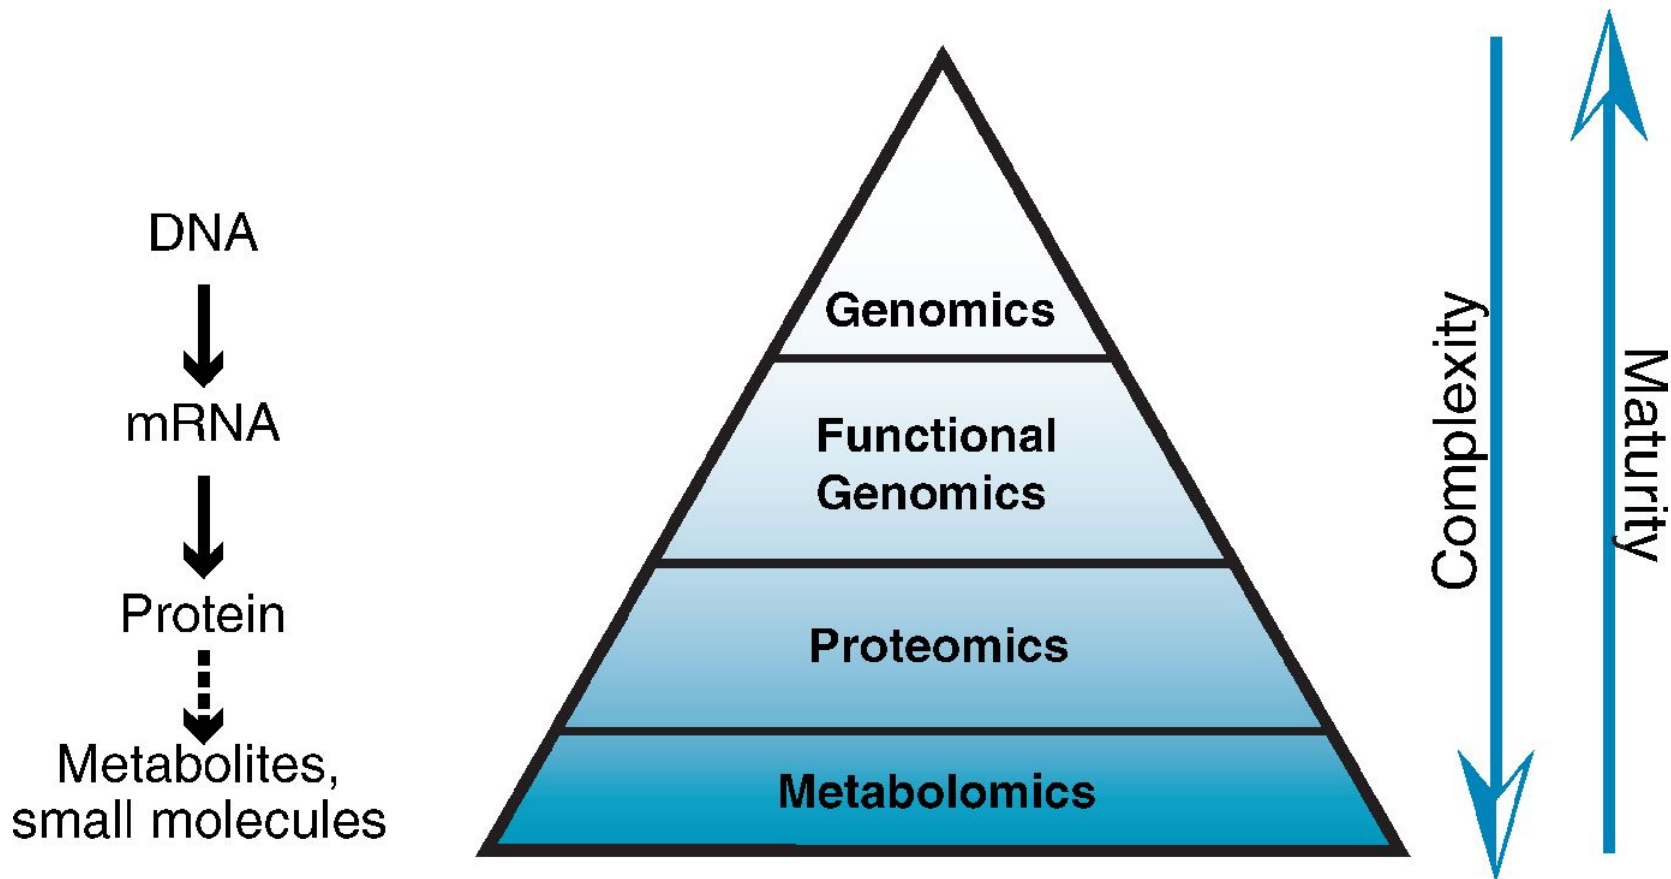 DNA
mRNA
Protein
Metabolites,
small molecules
Genomics
Functional
Genomics
Proteomics
Metabolomics
Complexity
Maturity